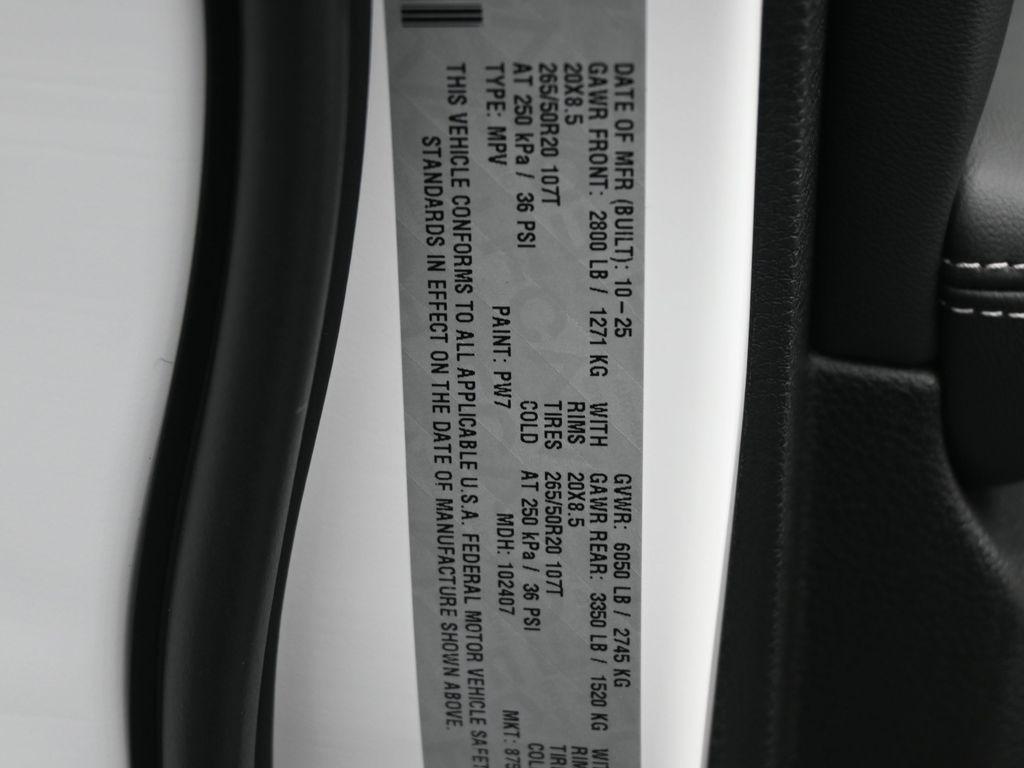 DATE OF MFR (BUILT): 10-25 GVWR: 6050 LB / 2745 KG
GAWR FRONT: 2800 LB / 1271 KG WITH GAWR REAR: 3350 LB / 1520 KG
20X8.5 RIMS 20X8.5
265/50R20 107T TIRES 265/50R20 107T
AT 250 kPa / 36 PSI COLD AT 250 kPa / 36 PSI
TYPE: MPV PAINT: PW7 MDH: 102407 MKT:
THIS VEHICLE CONFORMS TO ALL APPLICABLE U.S.A. FEDERAL MOTOR VEHICLE
STANDARDS IN EFFECT ON THE DATE OF MANUFACTURE SHOWN ABOVE.